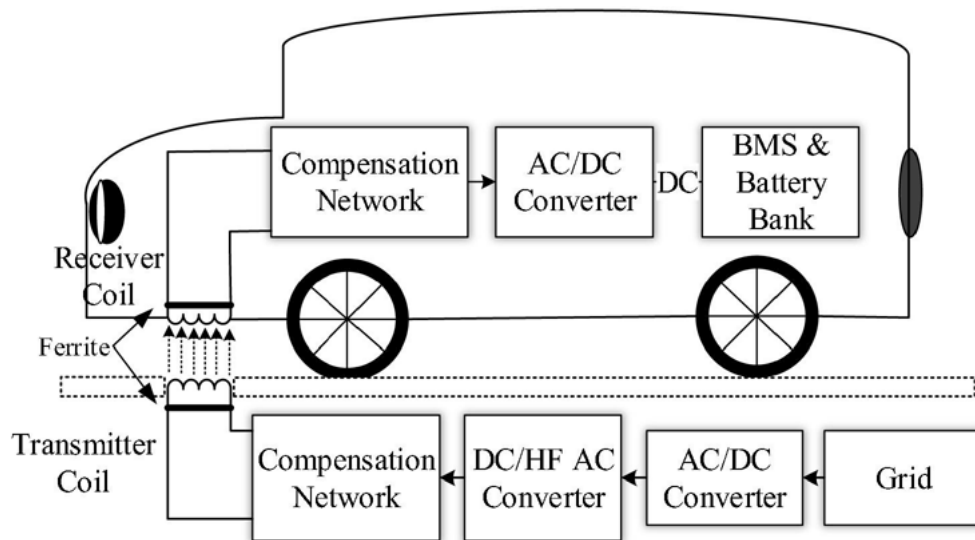 Compensation
Network
AC/DC
Converter
DC
BMS &
Battery
Bank
Receiver
Coil
Ferrite
Transmitter
Coil
Compensation
Network
DC/HF AC
Converter
AC/DC
Converter
Grid